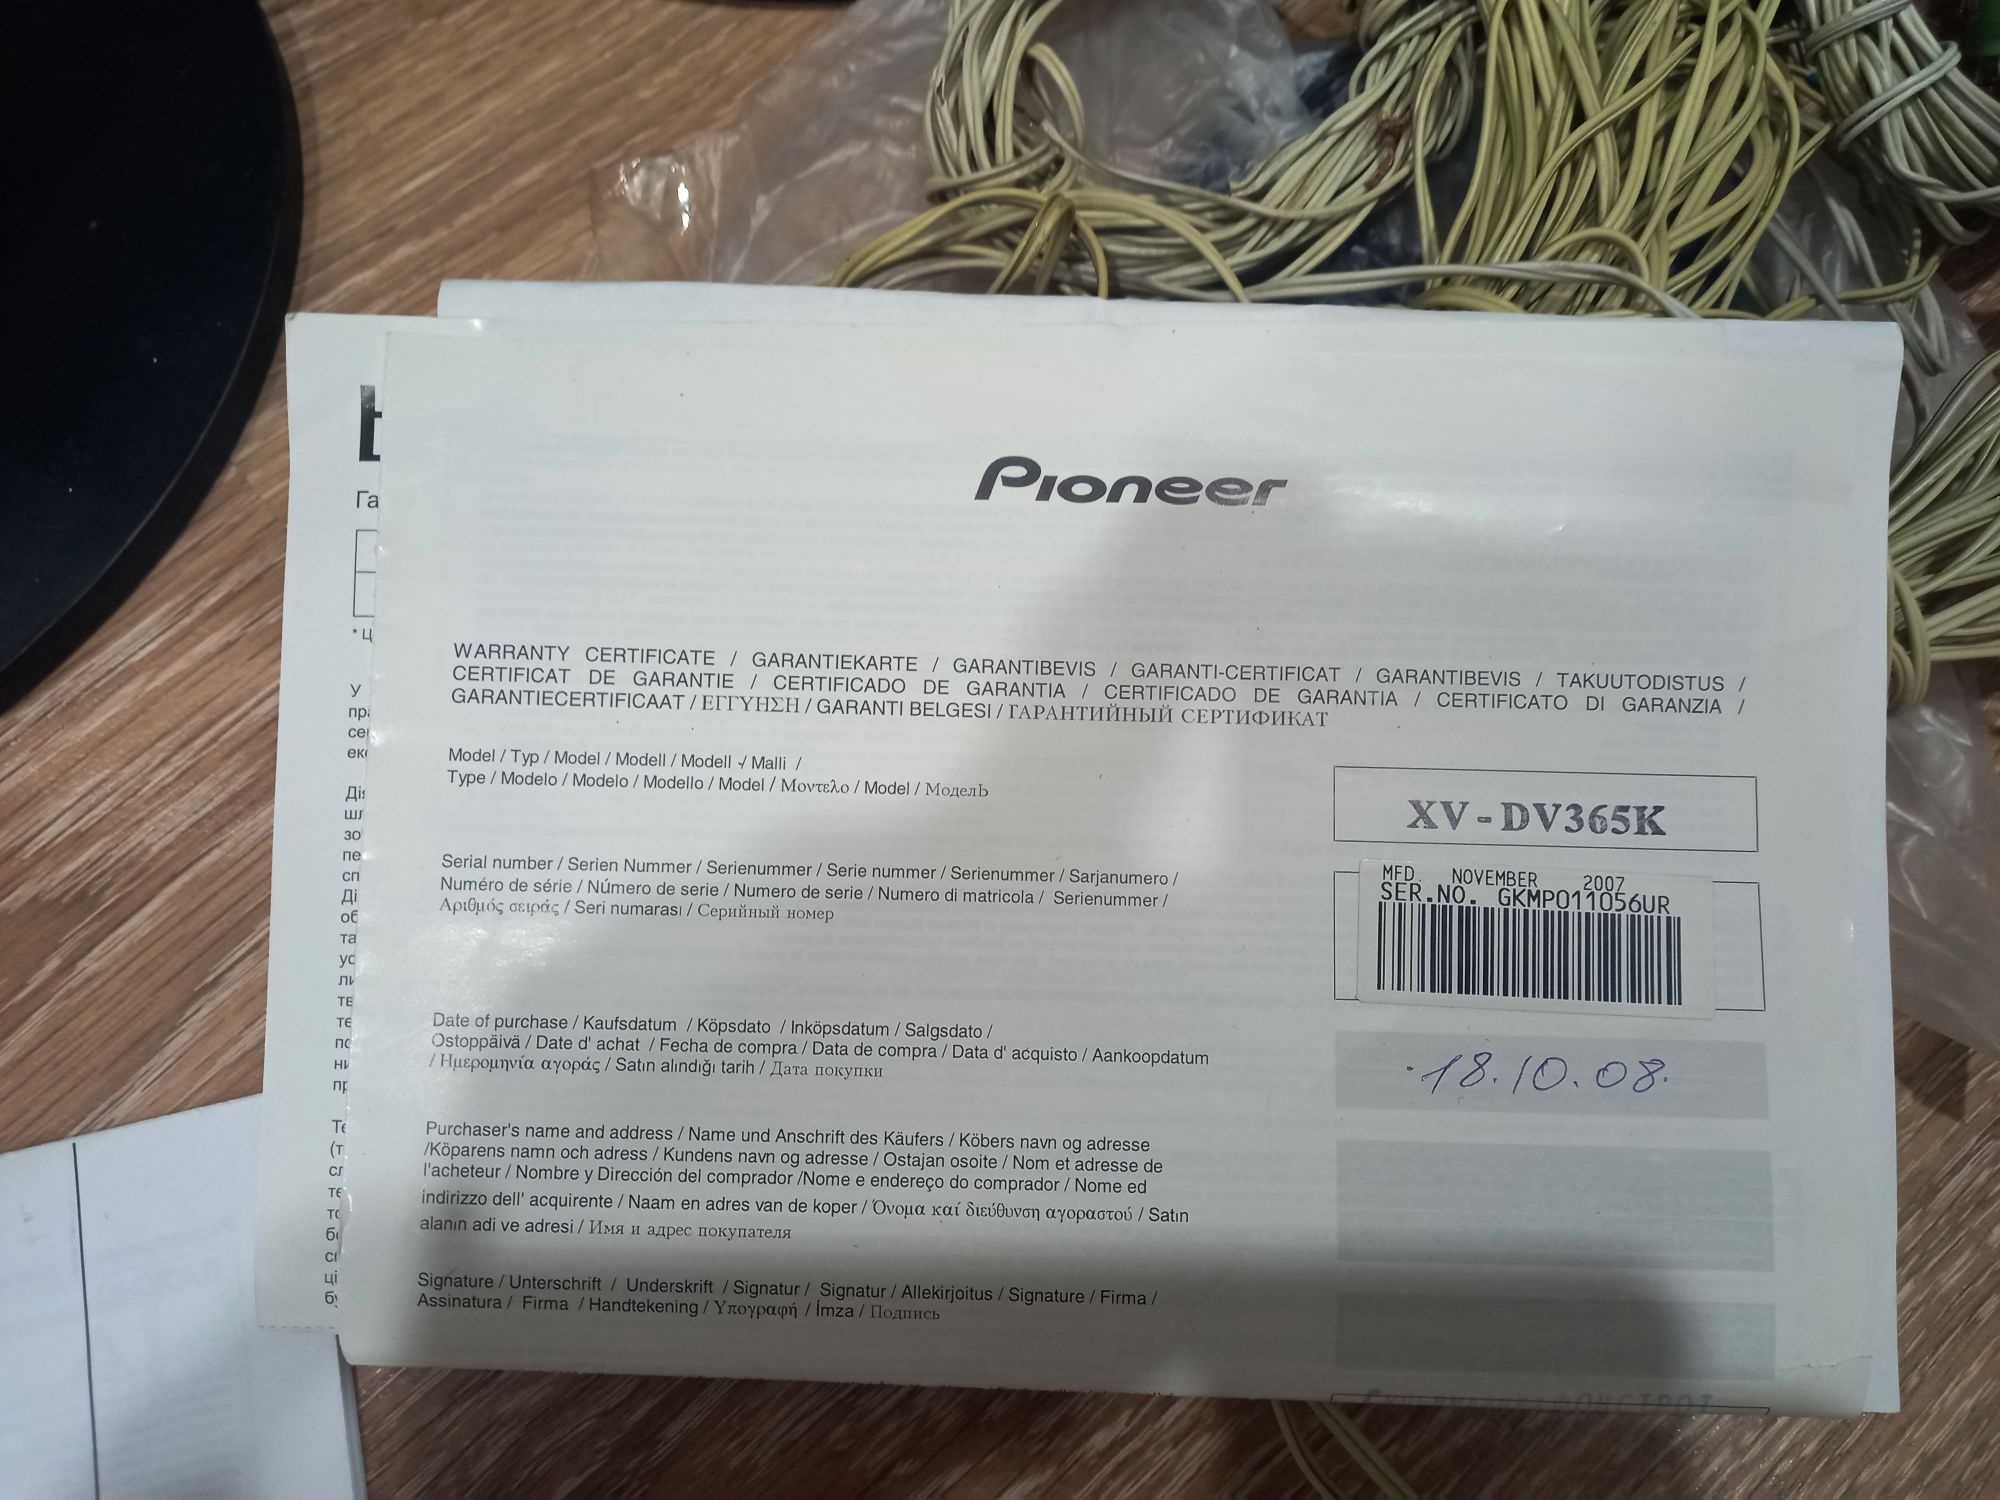 Pioneer
WARRANTY CERTIFICATE / GARANTIEKARTE / GARANTIBEVIS / GARANTI-CERTIFICAT / GARANTIBEVIS / TAKUUTODISTUS /
CERTIFICAT DE GARANTIE / CERTIFICADO DE GARANTIA / CERTIFICADO DE GARANTIA / CERTIFICATO DI GARANZIA /
GARANTIECERTIFICAAT / ΕΓΓΥΗΣΗ / GARANTI BELGESI / ГАРАНТИЙНЫЙ СЕРТИФИКАТ
Model / Typ / Model / Modell / Modell / Malli /
Type / Modelo / Modelo / Modello / Model / Μοντελο / Model / МоделЬ
XV-DV365K
Serial number / Serien Nummer / Serienummer / Serie nummer / Serienummer / Sarjanumero /
Numéro de série / Número de serie / Numero de serie / Numero di matricola / Serienummer /
Αριθμός σειράς / Seri numarası / Серийный номер
MFD. NOVEMBER 2007
SER.NO. GKMP011056UR
Date of purchase / Kaufsdatum / Köpsdato / Inköpsdatum / Salgsdato /
Ostoppäivä / Date d' achat / Fecha de compra / Data de compra / Data d' acquisto / Aankoopdatum
/ Ημερομηνία αγοράς / Satın alındığı tarih / Дата покупки
18.10.08.
Purchaser's name and address / Name und Anschrift des Käufers / Köbers navn og adresse
/Köparens namn och adress / Kundens navn og adresse / Ostajan osoite / Nom et adresse de
l'acheteur / Nombre y Dirección del comprador /Nome e endereço do comprador / Nome ed
indirizzo dell' acquirente / Naam en adres van de koper / Όνομα καί διεύθυνση αγοραστού / Satın
alanın adi ve adresi / Имя и адрес покупателя
Signature / Unterschrift / Underskrift / Signatur / Signatur / Allekirjoitus / Signature / Firma /
Assinatura / Firma / Handtekening / Υπογραφή / İmza / Подпись